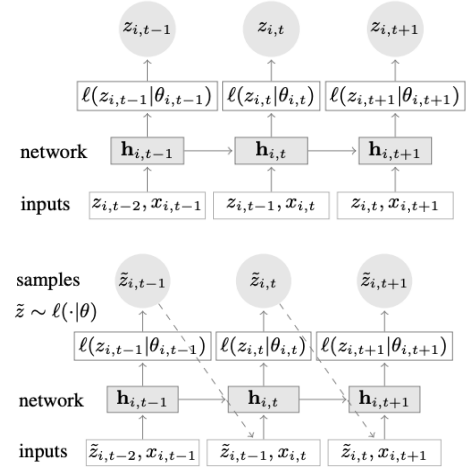 z_{i,t−1} z_{i,t} z_{i,t+1}
ℓ(z_{i,t−1}|θ_{i,t−1}) ℓ(z_{i,t}|θ_{i,t}) ℓ(z_{i,t+1}|θ_{i,t+1})
network h_{i,t−1} h_{i,t} h_{i,t+1}
inputs z_{i,t−2}, x_{i,t−1} z_{i,t−1}, x_{i,t} z_{i,t}, x_{i,t+1}
samples z̃_{i,t−1} z̃_{i,t} z̃_{i,t+1}
z̃ ∼ ℓ(·|θ)
ℓ(z_{i,t−1}|θ_{i,t−1}) ℓ(z_{i,t}|θ_{i,t}) ℓ(z_{i,t+1}|θ_{i,t+1})
network h_{i,t−1} h_{i,t} h_{i,t+1}
inputs z̃_{i,t−2}, x_{i,t−1} z̃_{i,t−1}, x_{i,t} z̃_{i,t}, x_{i,t+1}